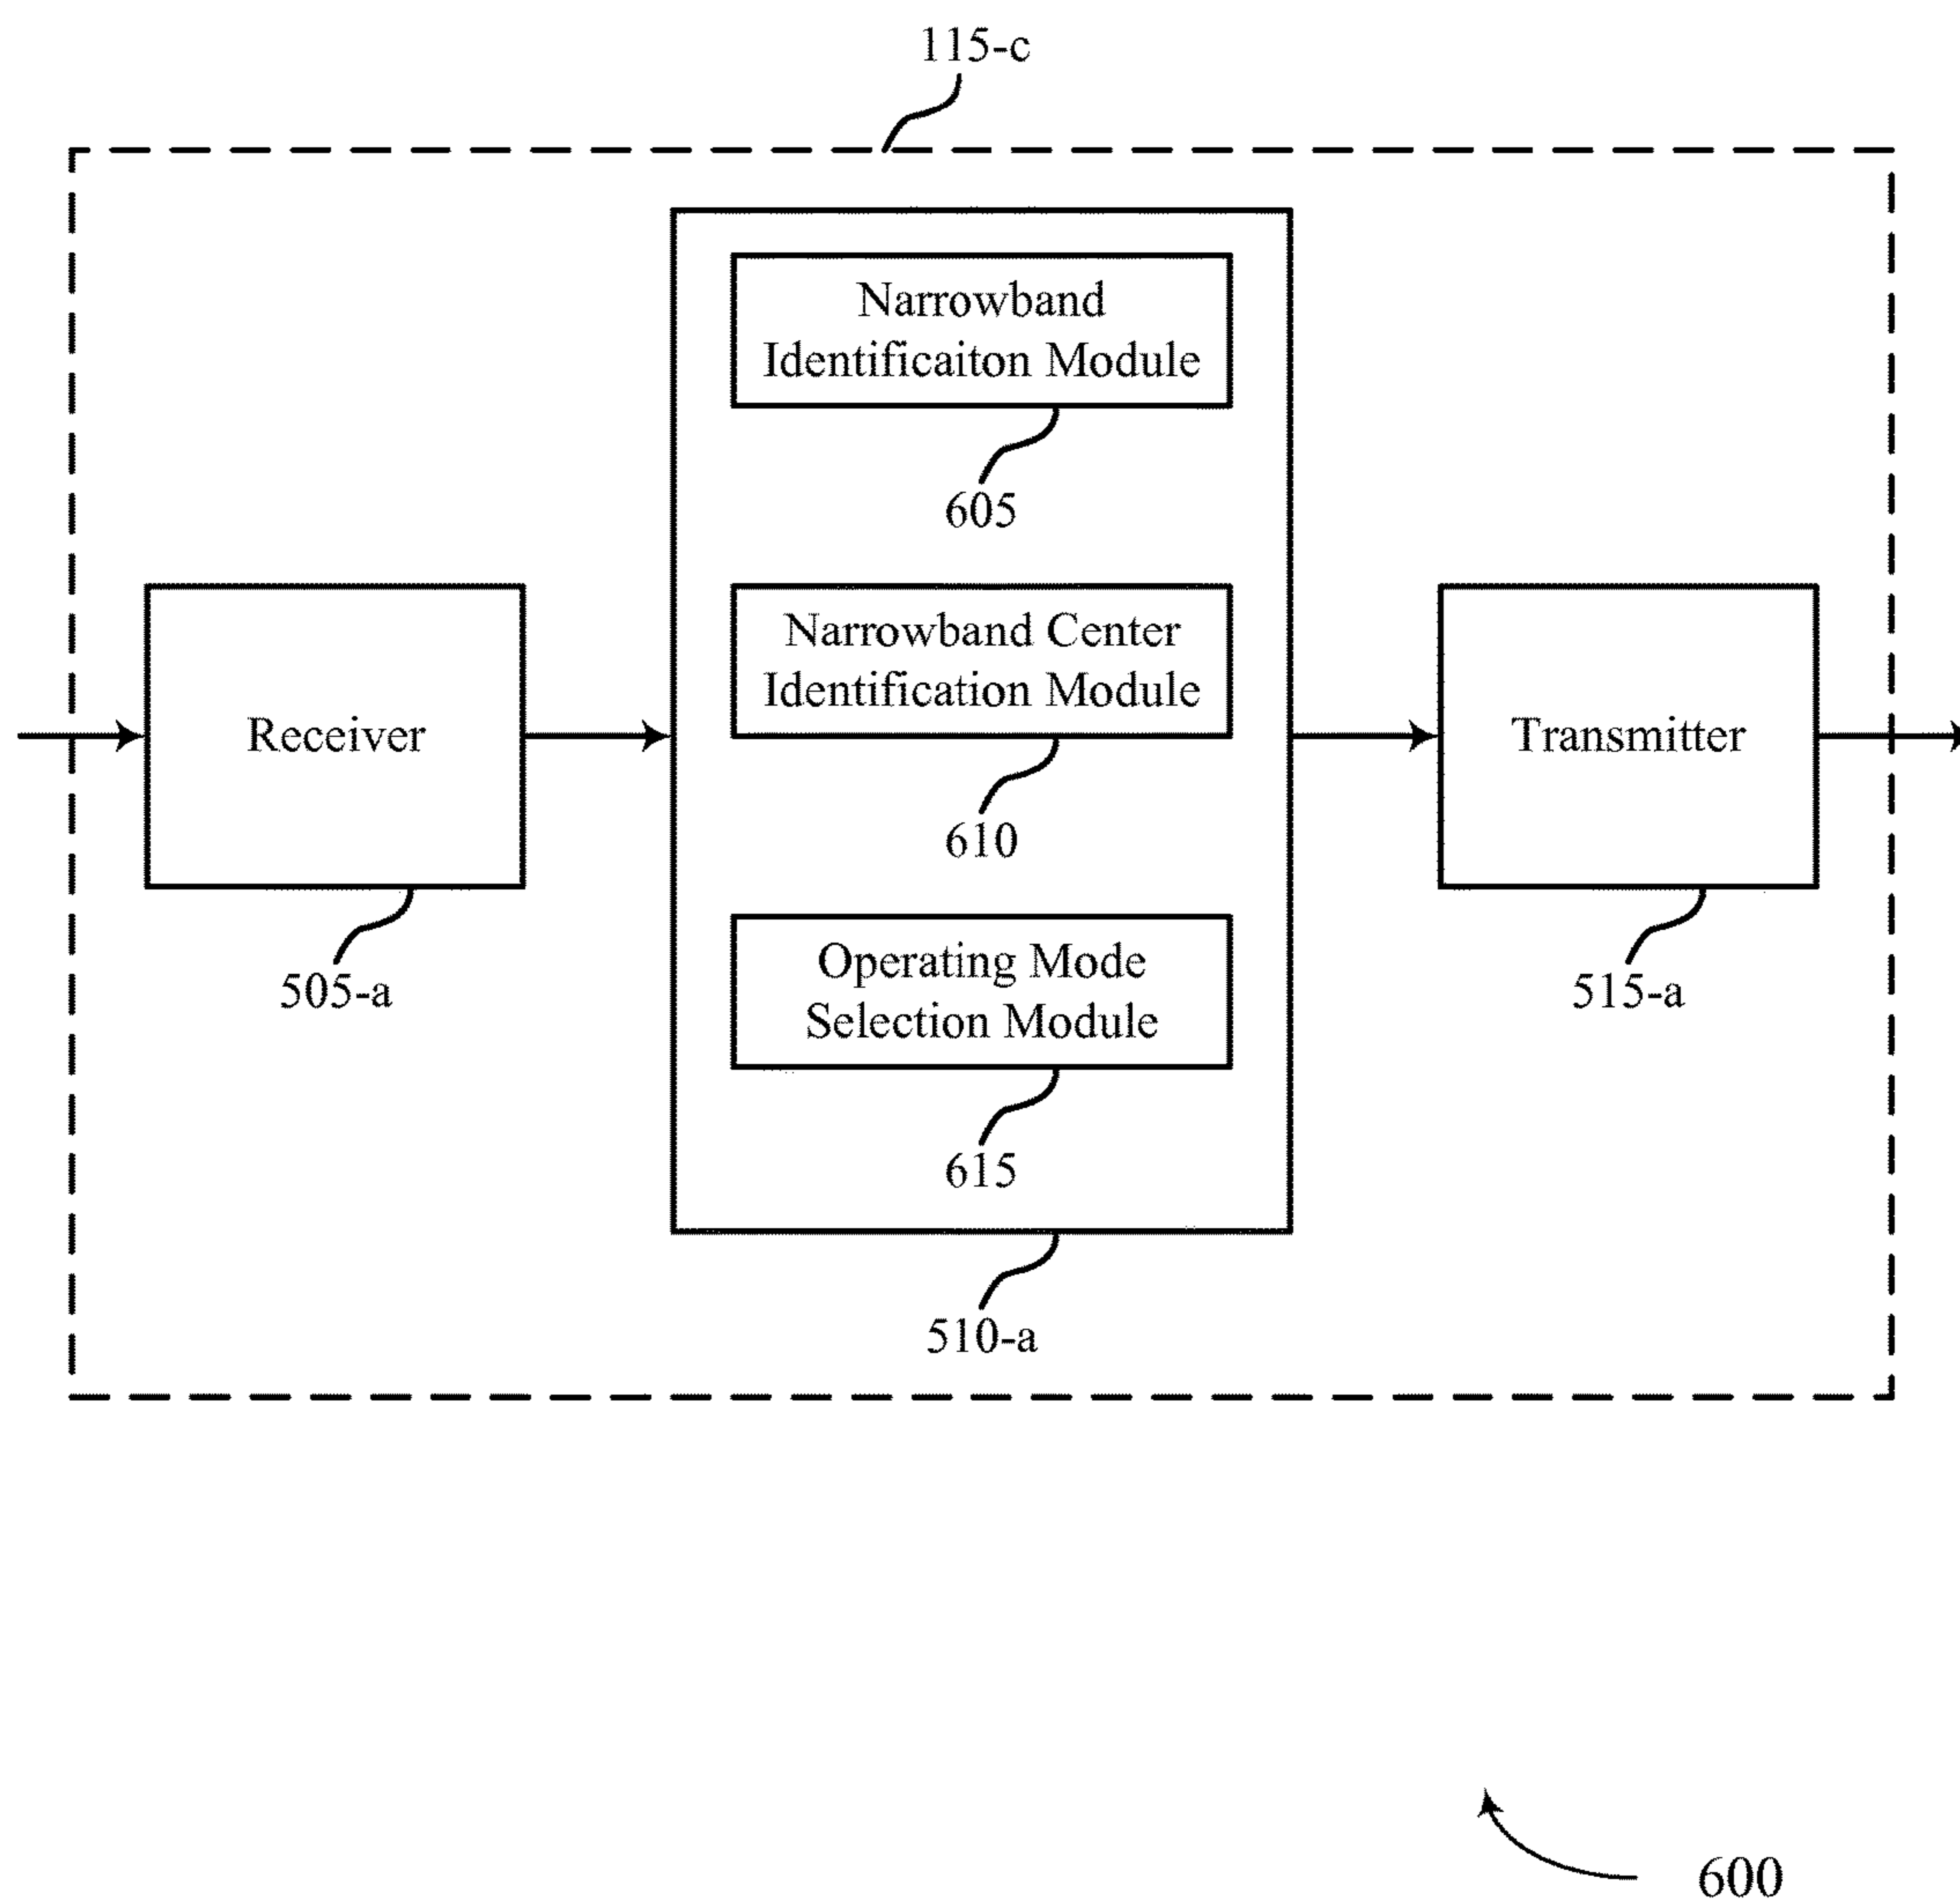 115-c
Narrowband
Identificaiton Module
605
Narrowband Center
Identification Module
610
Receiver
Transmitter
Operating Mode
Selection Module
505-a
515-a
615
510-a
600